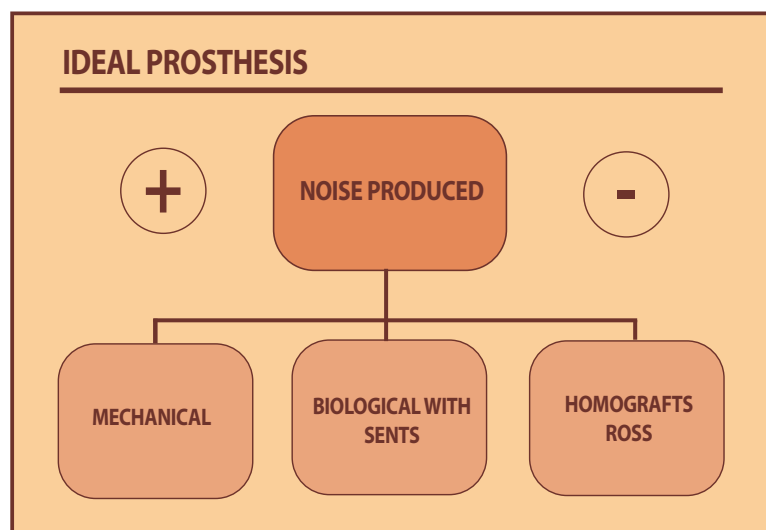 IDEAL PROSTHESIS
+
NOISE PRODUCED
-
MECHANICAL
BIOLOGICAL WITH
SENTS
HOMOGRAFTS
ROSS